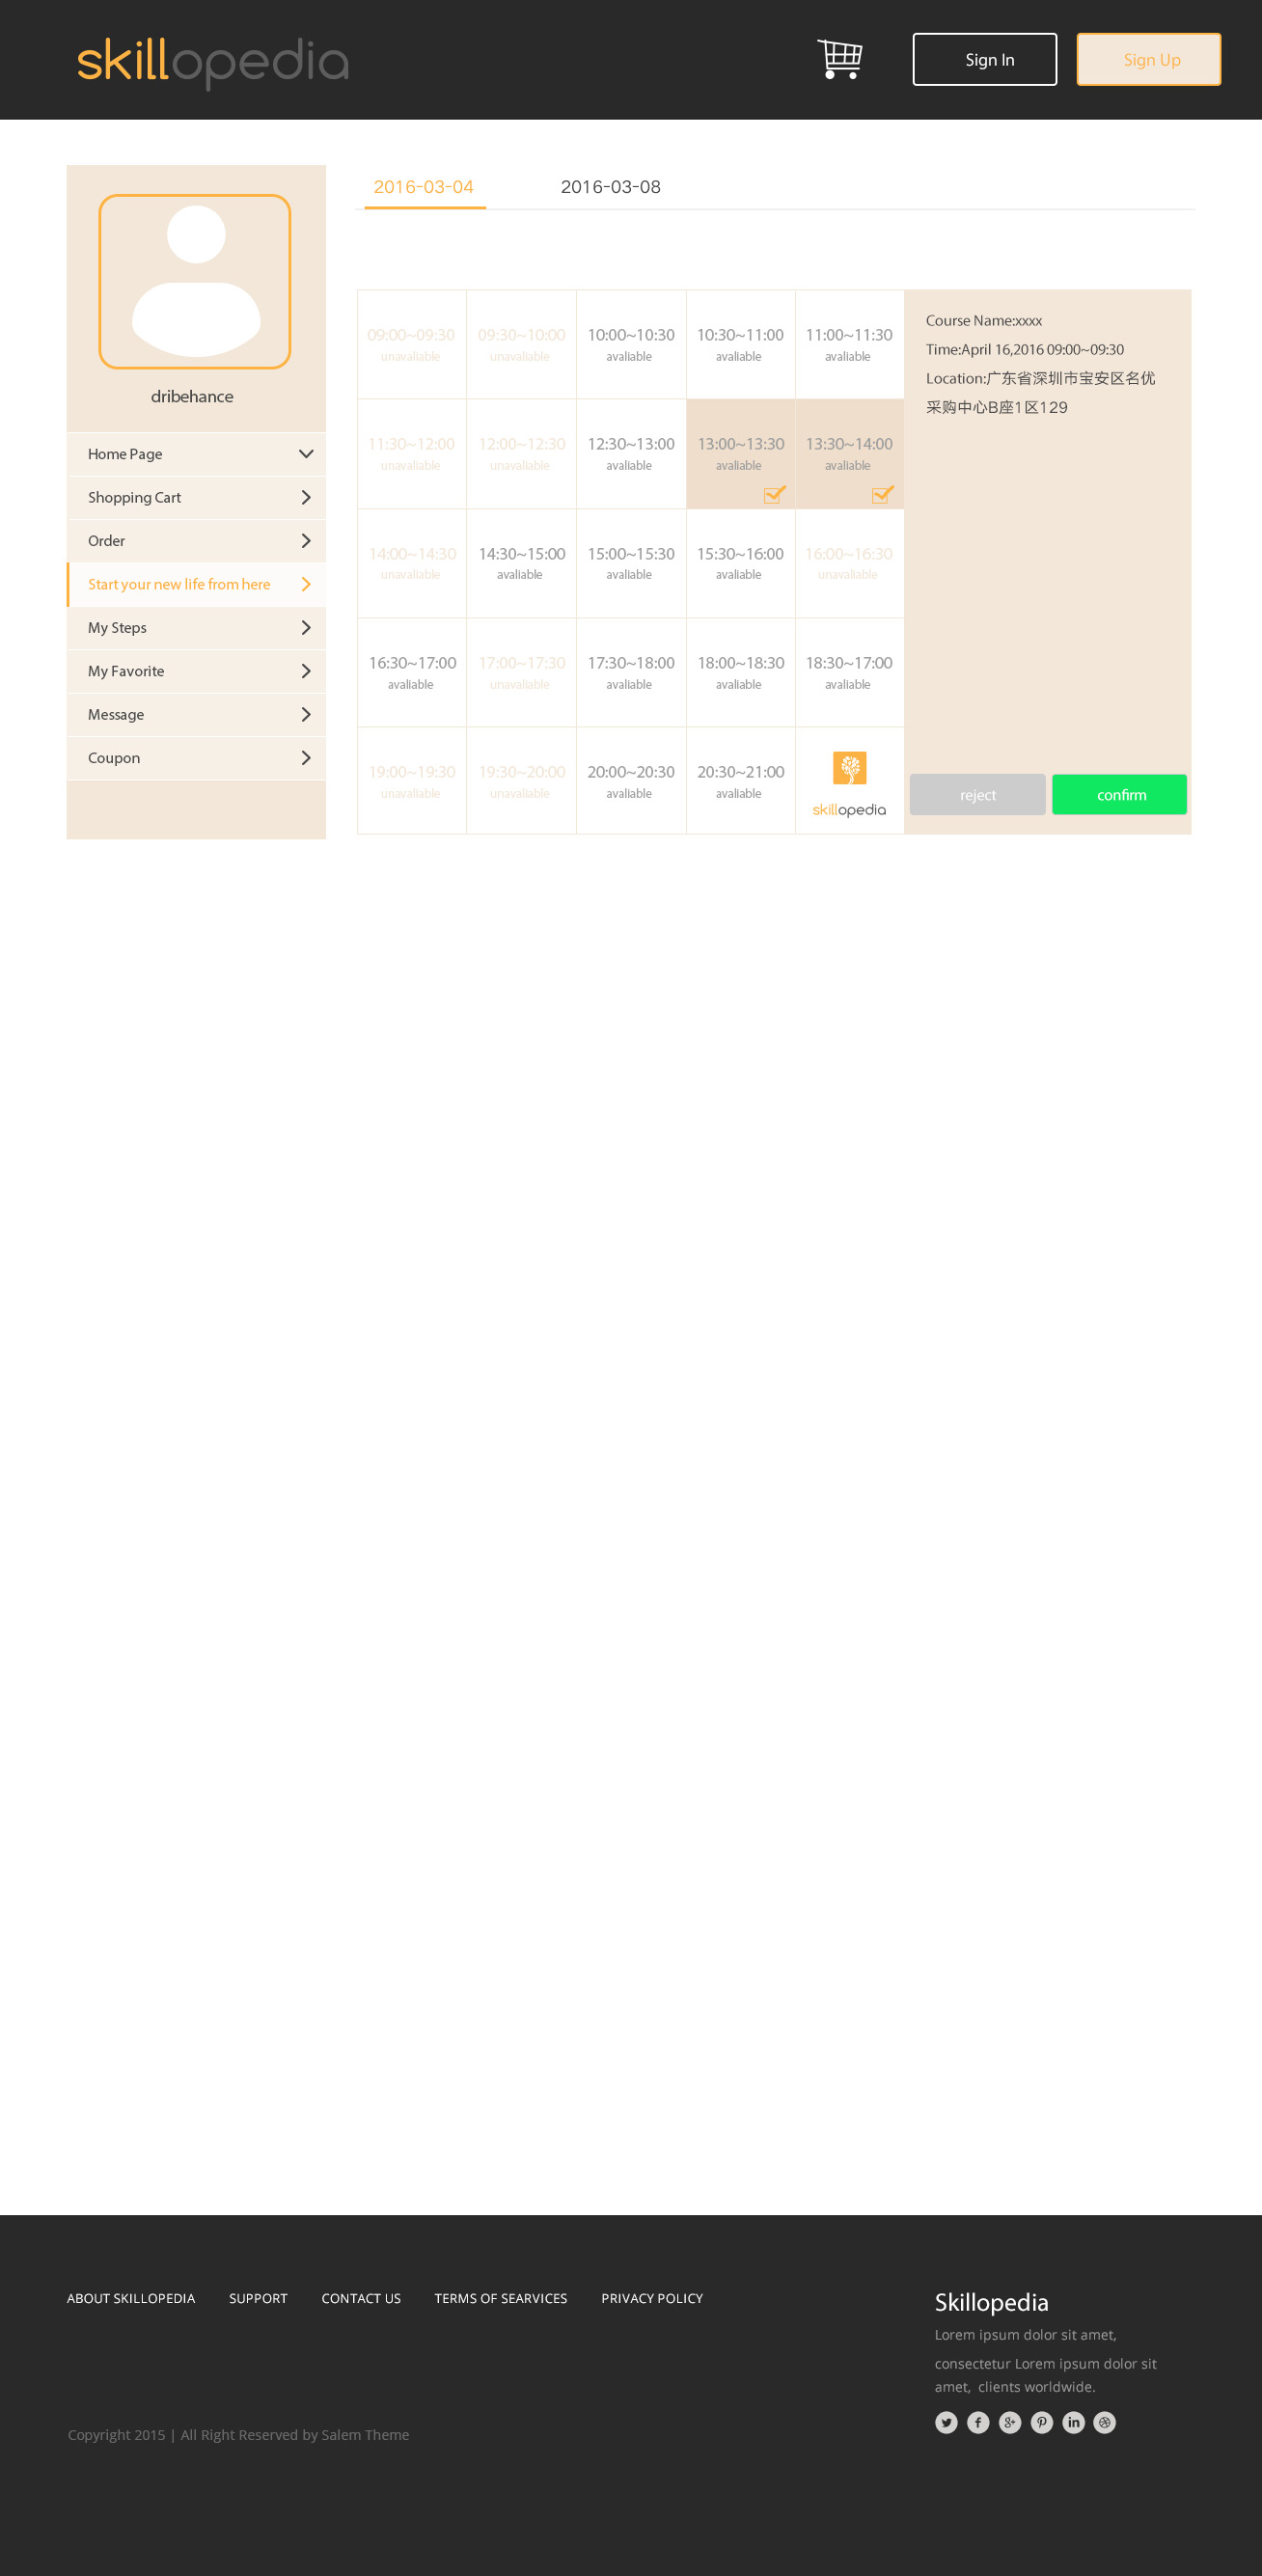 skillopedia
Sign In
Sign Up
2016-03-04
2016-03-08
dribehance
Home Page
Shopping Cart
Order
Start your new life from here
My Steps
My Favorite
Message
Coupon
09:00~09:30 09:30~10:00 10:00~10:30 10:30~11:00 11:00~11:30
unavaliable unavaliable avaliable avaliable avaliable
11:30~12:00 12:00~12:30 12:30~13:00 13:00~13:30 13:30~14:00
unavaliable unavaliable avaliable avaliable avaliable
14:00~14:30 14:30~15:00 15:00~15:30 15:30~16:00 16:00~16:30
unavaliable avaliable avaliable avaliable unavaliable
16:30~17:00 17:00~17:30 17:30~18:00 18:00~18:30 18:30~17:00
avaliable unavaliable avaliable avaliable avaliable
19:00~19:30 19:30~20:00 20:00~20:30 20:30~21:00
unavaliable unavaliable avaliable avaliable
skillopedia
Course Name:xxxx
Time:April 16,2016 09:00~09:30
Location:广东省深圳市宝安区名优
采购中心B座1区129
reject
confirm
ABOUT SKILLOPEDIA
SUPPORT
CONTACT US
TERMS OF SEARVICES
PRIVACY POLICY
Copyright 2015 | All Right Reserved by Salem Theme
Skillopedia
Lorem ipsum dolor sit amet,
consectetur Lorem ipsum dolor sit
amet, clients worldwide.